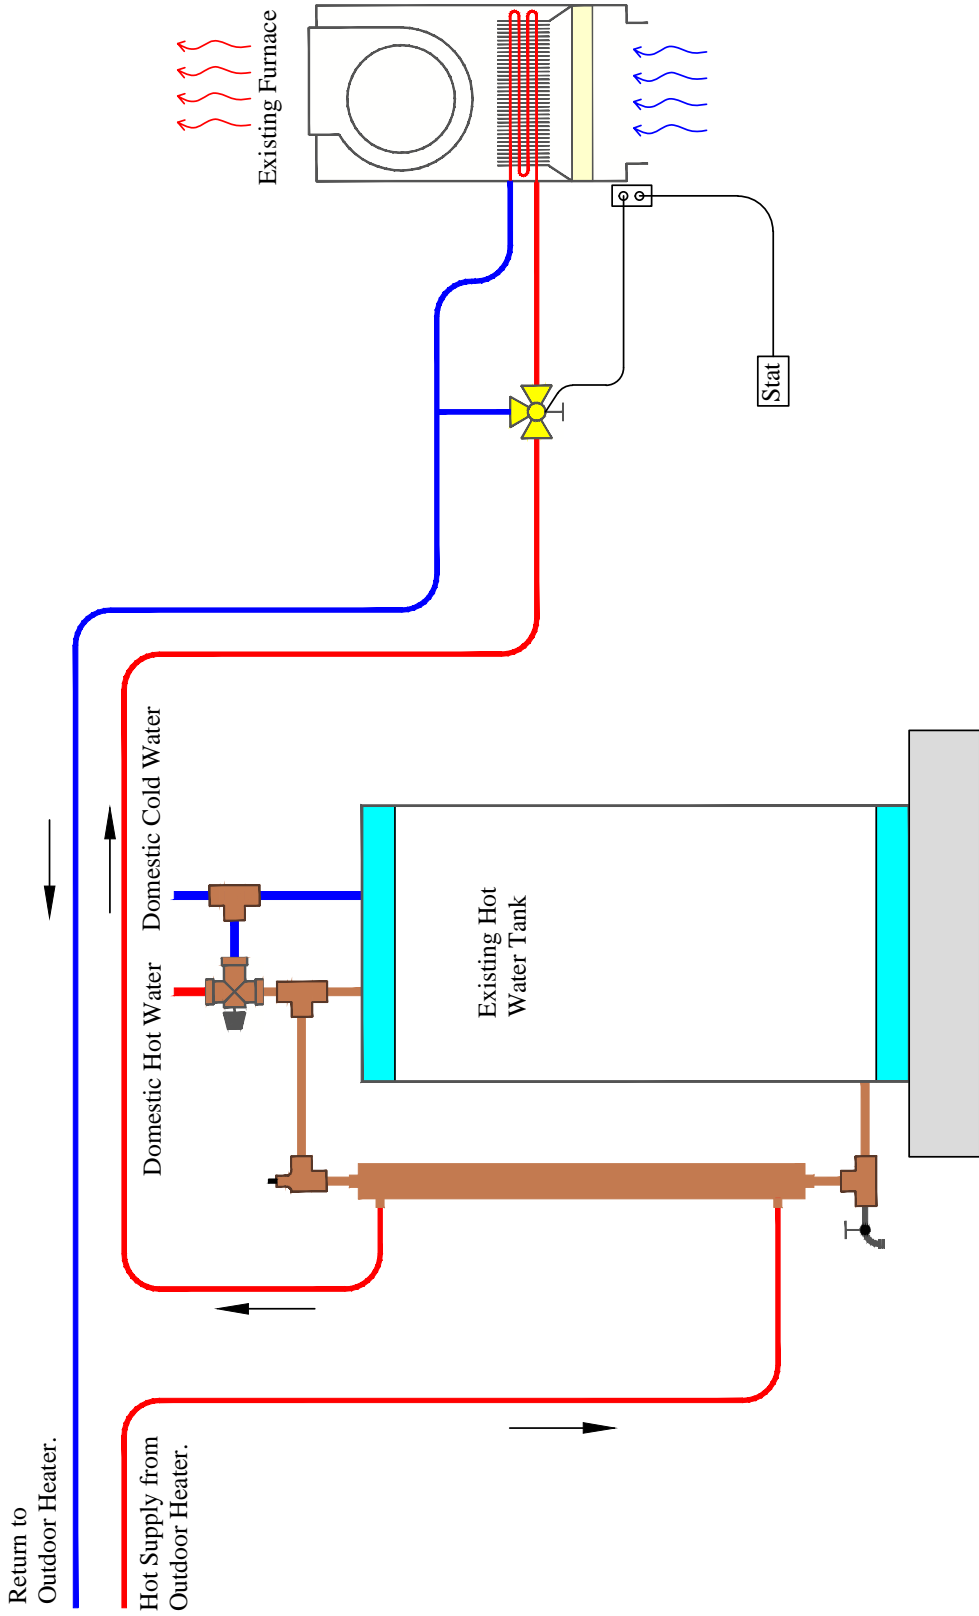 Return to
Outdoor Heater.
Hot Supply from
Outdoor Heater.
Domestic Hot Water
Domestic Cold Water
Existing Hot
Water Tank
Stat
Existing Furnace